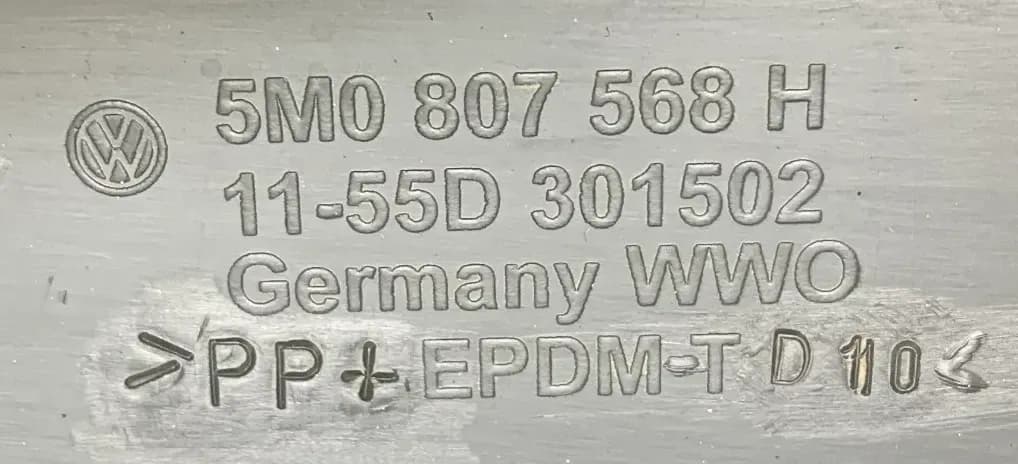 5M0 807 568 H
11-55D 301502
Germany WWO
>PP+EPDM-T D 10<